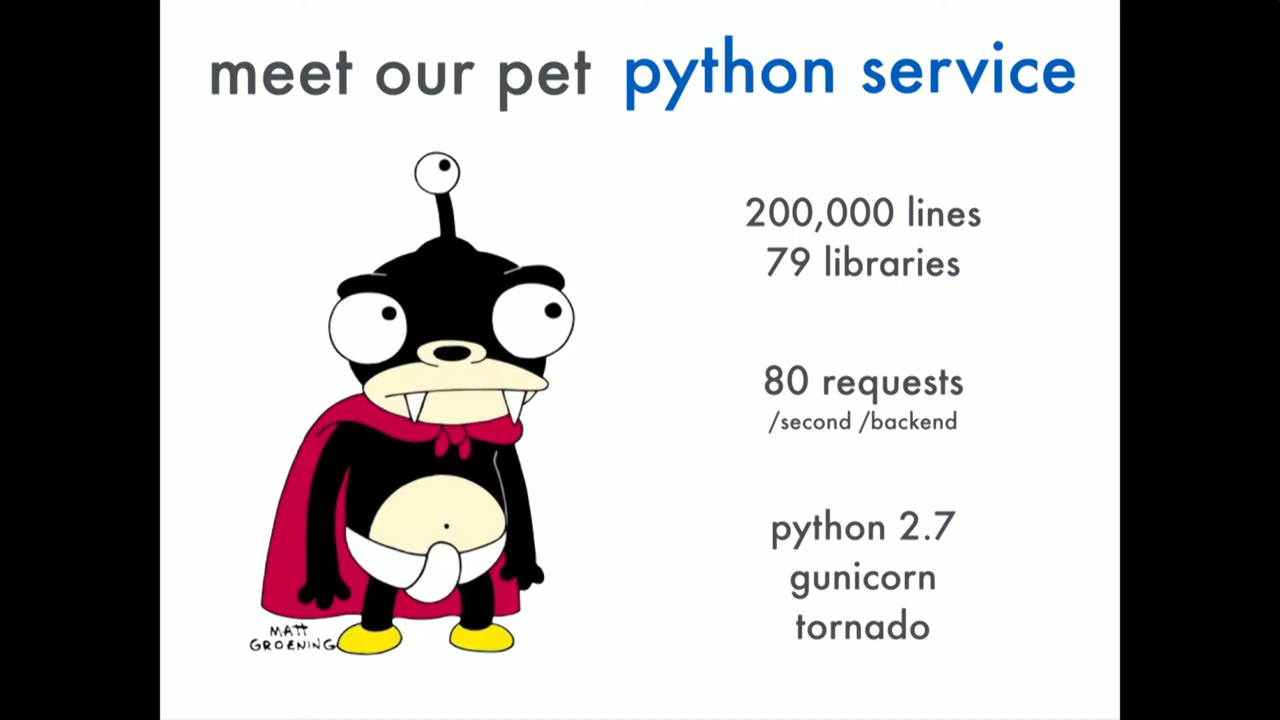 meet our pet python service
200,000 lines
79 libraries
80 requests
/second /backend
python 2.7
gunicorn
tornado
MATT
GROENING